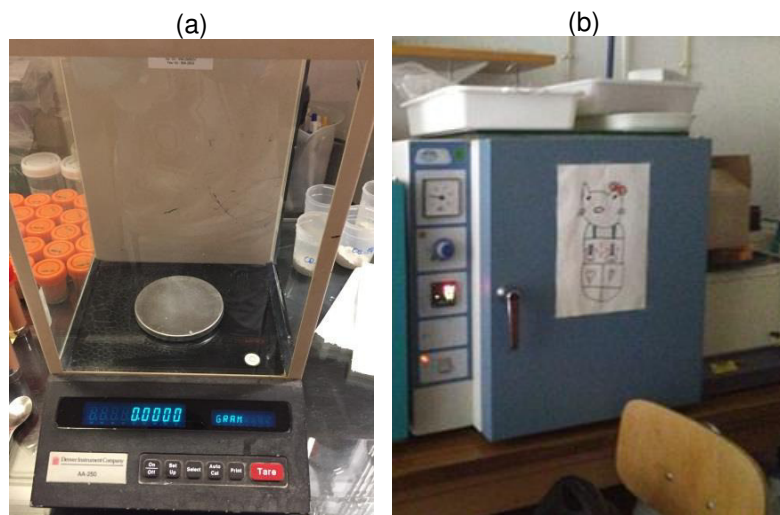 (a)
(b)
0.0000 GRAM
Denver Instrument Company
AA-250
On Off
Set Up
Select
Auto Cal
Print
Tare